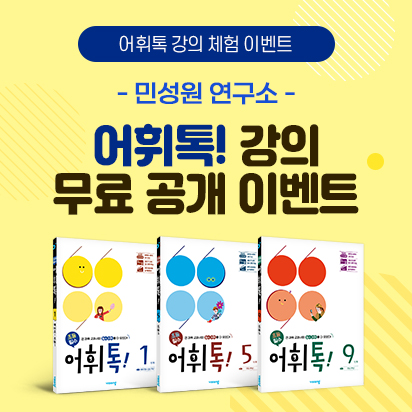 어휘톡 강의 체험 이벤트
- 민성원 연구소 -
어휘톡! 강의
무료 공개 이벤트
어휘톡! 1
어휘톡! 5
어휘톡! 9